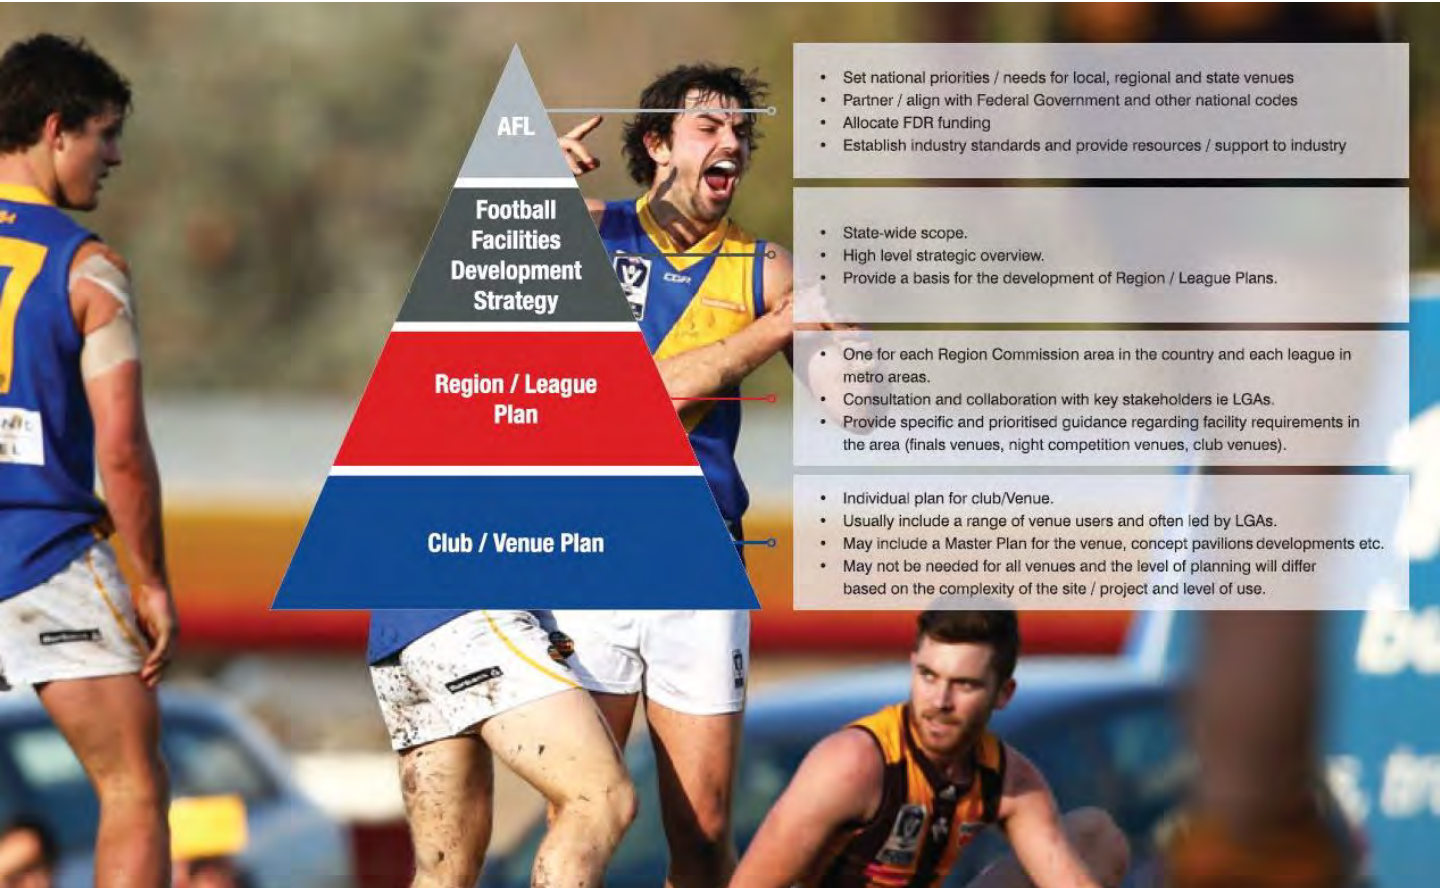 AFL
• Set national priorities / needs for local, regional and state venues
• Partner / align with Federal Government and other national codes
• Allocate FDR funding
• Establish industry standards and provide resources / support to industry
Football
Facilities
Development
Strategy
• State-wide scope.
• High level strategic overview.
• Provide a basis for the development of Region / League Plans.
Region / League
Plan
• One for each Region Commission area in the country and each league in
metro areas.
• Consultation and collaboration with key stakeholders ie LGAs.
• Provide specific and prioritised guidance regarding facility requirements in
the area (finals venues, night competition venues, club venues).
Club / Venue Plan
• Individual plan for club/Venue.
• Usually include a range of venue users and often led by LGAs.
• May include a Master Plan for the venue, concept pavilions developments etc.
• May not be needed for all venues and the level of planning will differ
based on the complexity of the site / project and level of use.